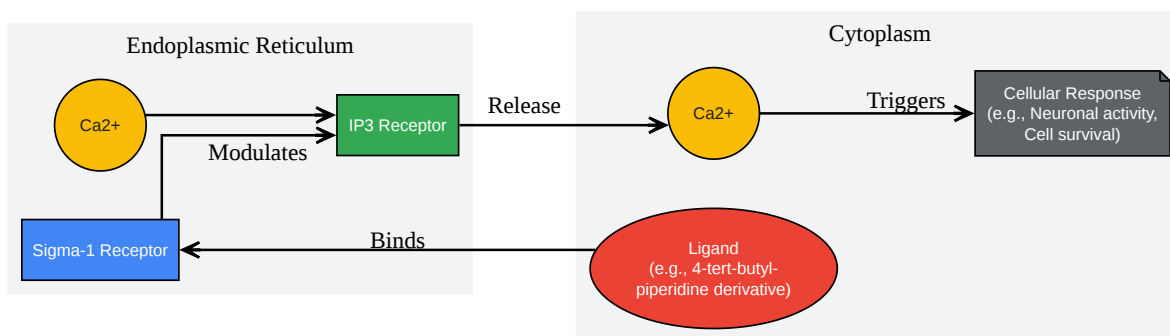 Endoplasmic Reticulum
Cytoplasm
Ca2+
IP3 Receptor
Release
Ca2+
Triggers
Cellular Response
(e.g., Neuronal activity,
Cell survival)
Modulates
Sigma-1 Receptor
Binds
Ligand
(e.g., 4-tert-butyl-
piperidine derivative)